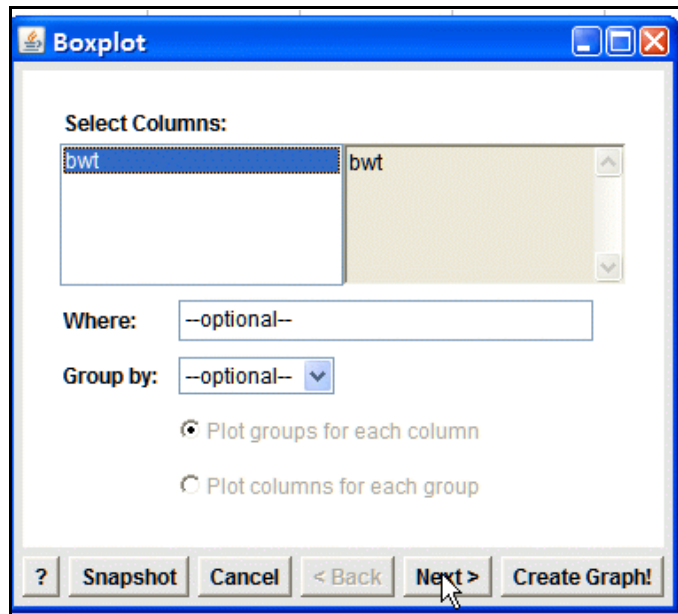 Boxplot
Select Columns:
bwt bwt
Where: --optional--
Group by: --optional--
Plot groups for each column
Plot columns for each group
? Snapshot Cancel < Back Next > Create Graph!